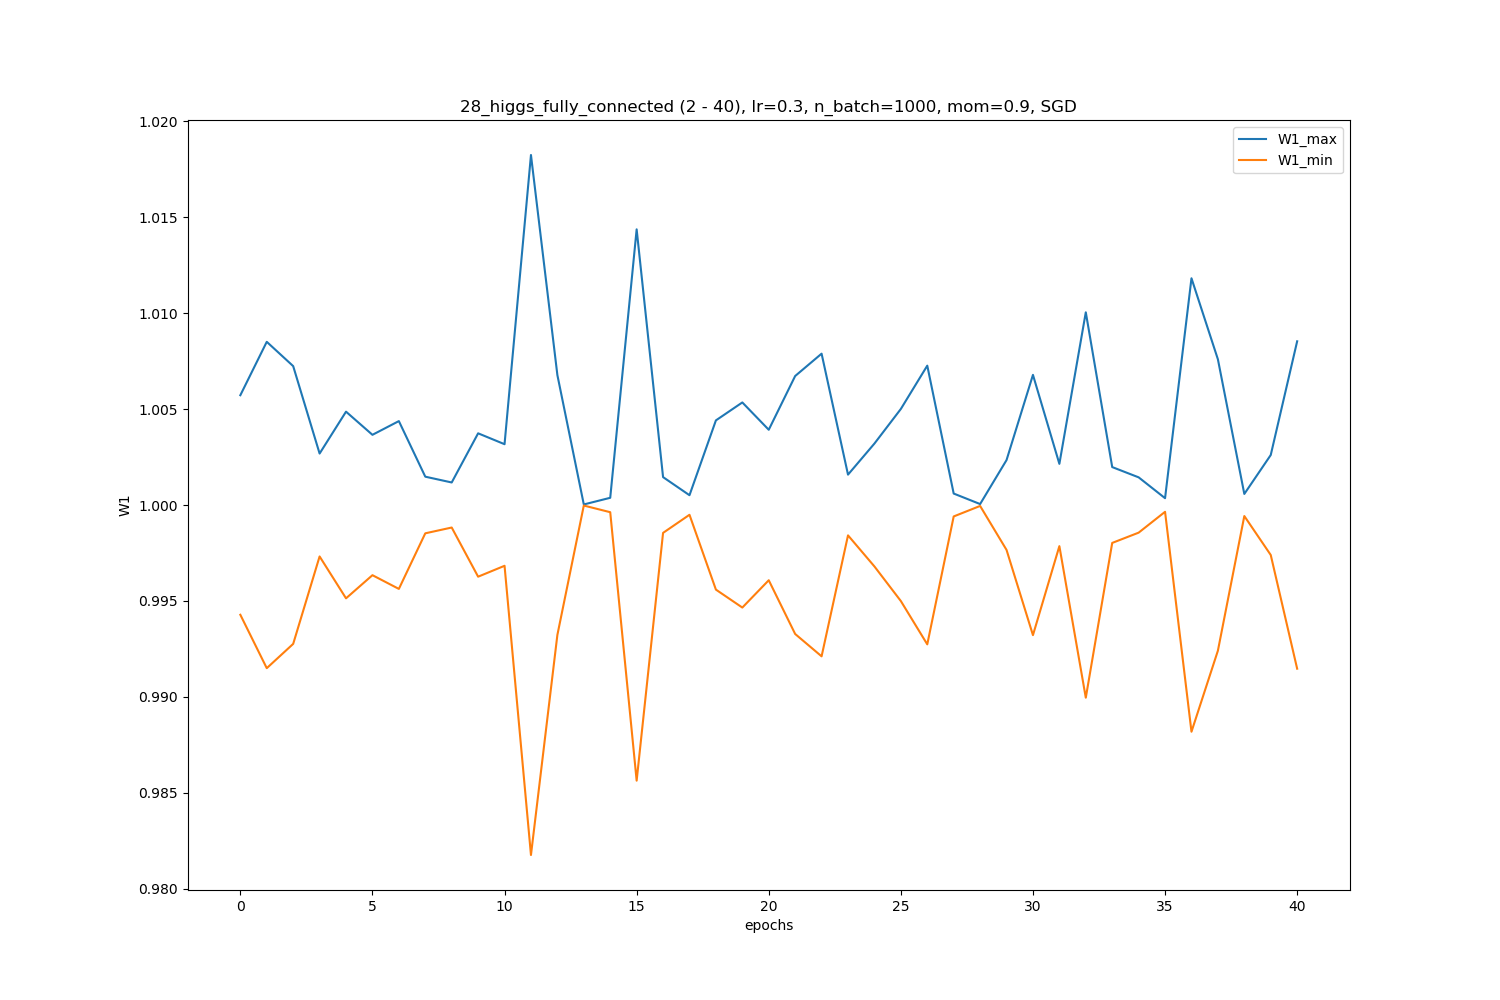 28_higgs_fully_connected (2 - 40), lr=0.3, n_batch=1000, mom=0.9, SGD
W1_max
W1_min
1.020
1.015
1.010
1.005
1.000
0.995
0.990
0.985
0.980
W1
0 5 10 15 20 25 30 35 40
epochs